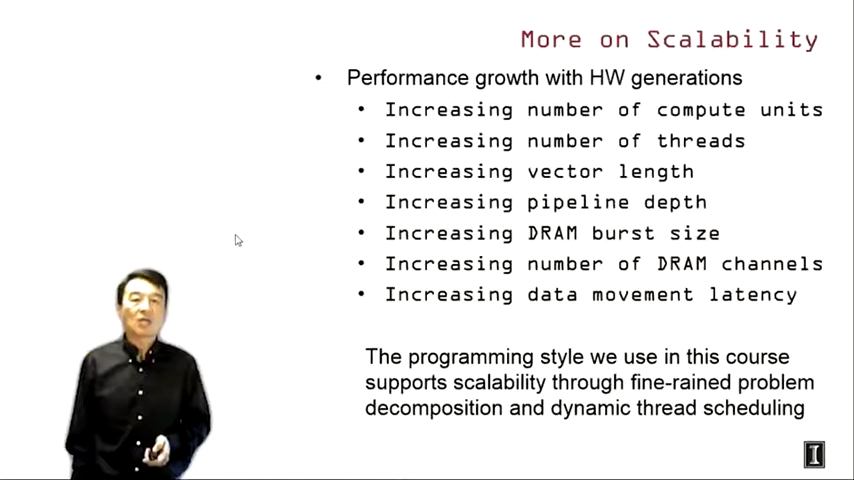 More on Scalability
• Performance growth with HW generations
• Increasing number of compute units
• Increasing number of threads
• Increasing vector length
• Increasing pipeline depth
• Increasing DRAM burst size
• Increasing number of DRAM channels
• Increasing data movement latency
The programming style we use in this course
supports scalability through fine-rained problem
decomposition and dynamic thread scheduling
I